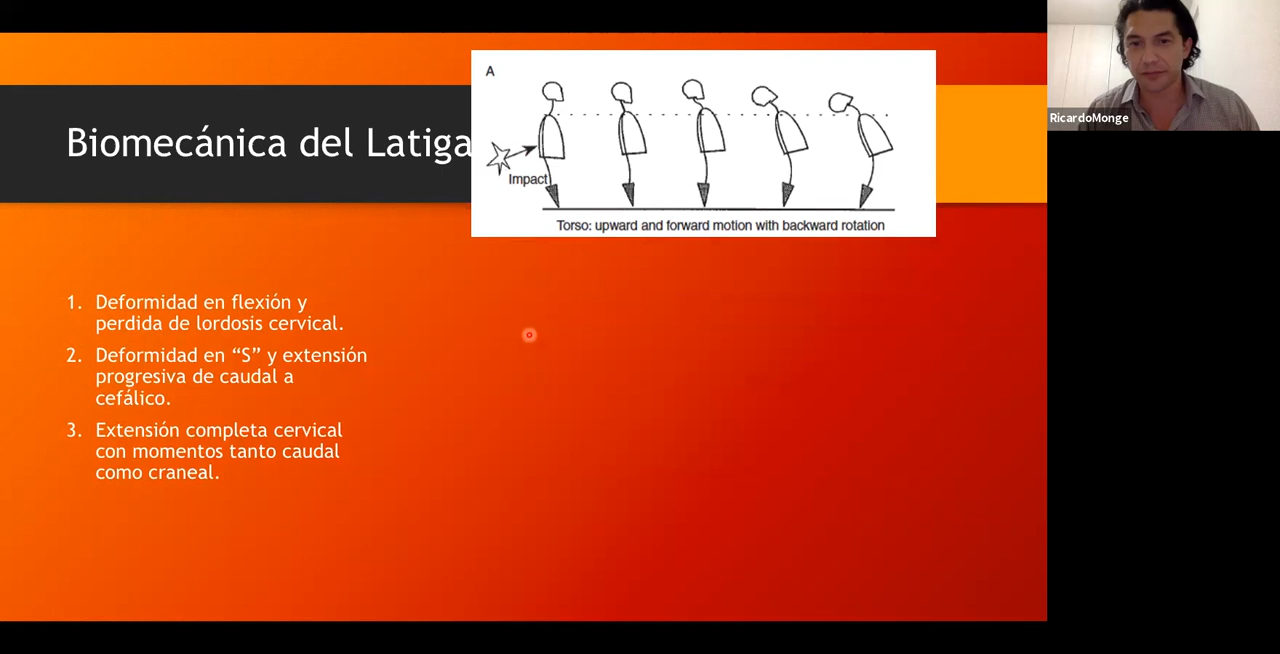 A
Biomecánica del Latiga
Impact
Torso: upward and forward motion with backward rotation
1. Deformidad en flexión y
perdida de lordosis cervical.
2. Deformidad en “S” y extensión
progresiva de caudal a
cefálico.
3. Extensión completa cervical
con momentos tanto caudal
como craneal.
RicardoMonge